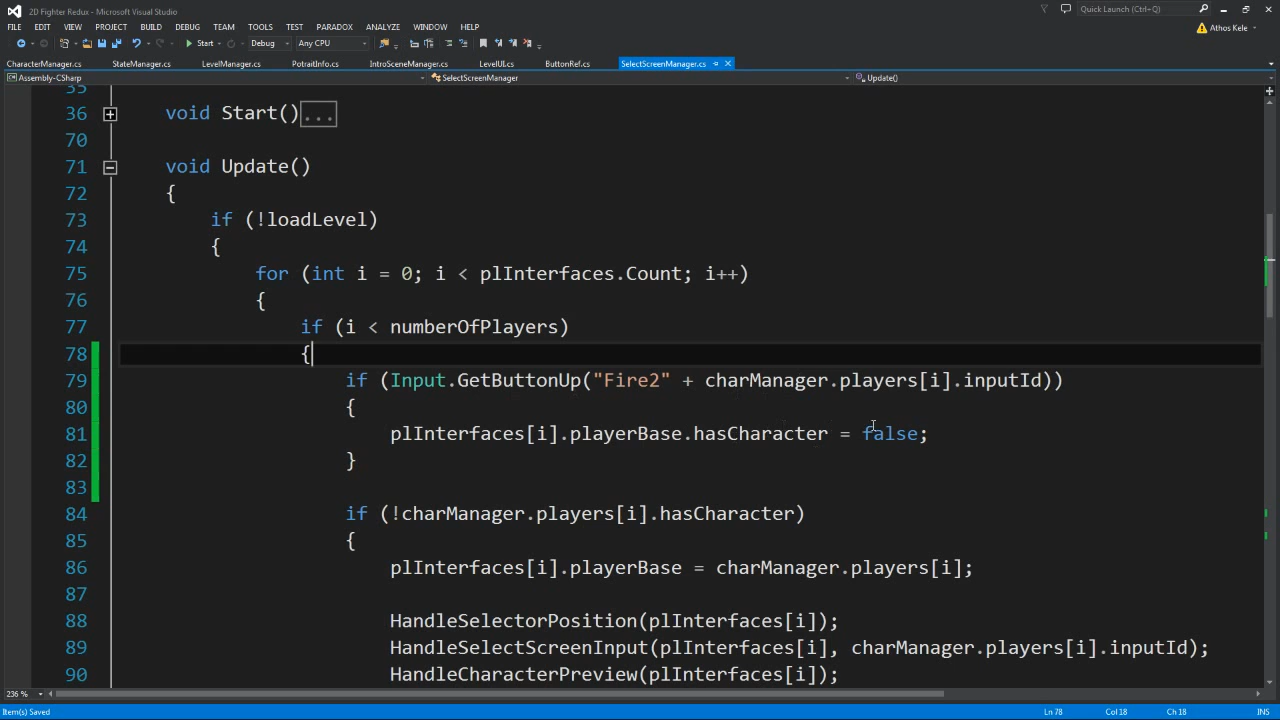 2D Fighter Redux - Microsoft Visual Studio
Quick Launch (Ctrl+Q)
FILE EDIT VIEW PROJECT BUILD DEBUG TEAM TOOLS TEST PARADOX ANALYZE WINDOW HELP
Athos Kele
Start Debug Any CPU
CharacterManager.cs StateManager.cs LevelManager.cs PotraitInfo.cs IntroSceneManager.cs LevelUI.cs ButtonRef.cs SelectScreenManager.cs
Assembly-CSharp SelectScreenManager Update()
35
36 void Start()...
70
71 void Update()
72 {
73 if (!loadLevel)
74 {
75 for (int i = 0; i < plInterfaces.Count; i++)
76 {
77 if (i < numberOfPlayers)
78 {
79 if (Input.GetButtonUp("Fire2" + charManager.players[i].inputId))
80 {
81 plInterfaces[i].playerBase.hasCharacter = false;
82 }
83
84 if (!charManager.players[i].hasCharacter)
85 {
86 plInterfaces[i].playerBase = charManager.players[i];
87
88 HandleSelectorPosition(plInterfaces[i]);
89 HandleSelectScreenInput(plInterfaces[i], charManager.players[i].inputId);
90 HandleCharacterPreview(plInterfaces[i]);
236 %
Item(s) Saved Ln 78 Col 18 Ch 18 INS